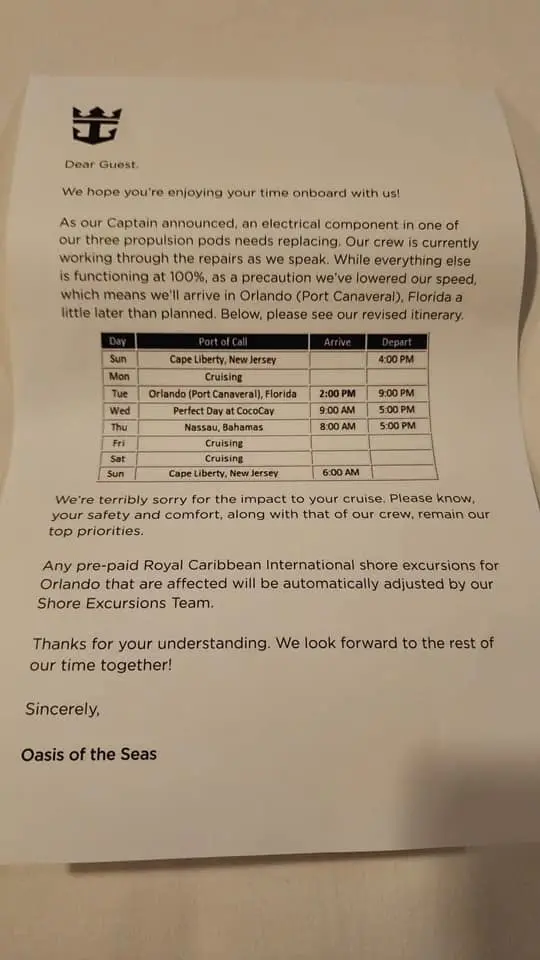 Dear Guest.
We hope you're enjoying your time onboard with us!
As our Captain announced, an electrical component in one of
our three propulsion pods needs replacing. Our crew is currently
working through the repairs as we speak. While everything else
is functioning at 100%, as a precaution we've lowered our speed,
which means we'll arrive in Orlando (Port Canaveral), Florida a
little later than planned. Below, please see our revised itinerary.
Day Port of Call Arrive Depart
Sun Cape Liberty, New Jersey 4:00 PM
Mon Cruising
Tue Orlando (Port Canaveral), Florida 2:00 PM 9:00 PM
Wed Perfect Day at CocoCay 9:00 AM 5:00 PM
Thu Nassau, Bahamas 8:00 AM 5:00 PM
Fri Cruising
Sat Cruising
Sun Cape Liberty, New Jersey 6:00 AM
We're terribly sorry for the impact to your cruise. Please know,
your safety and comfort, along with that of our crew, remain our
top priorities.
Any pre-paid Royal Caribbean International shore excursions for
Orlando that are affected will be automatically adjusted by our
Shore Excursions Team.
Thanks for your understanding. We look forward to the rest of
our time together!
Sincerely,
Oasis of the Seas